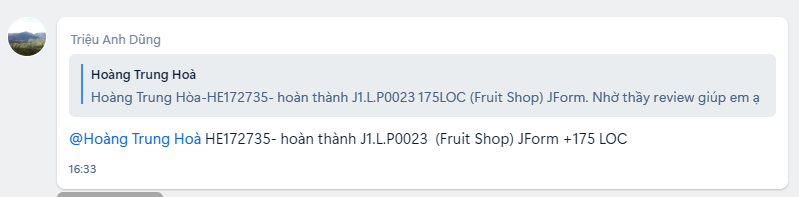 Triệu Anh Dũng
Hoàng Trung Hoà
Hoàng Trung Hòa-HE172735- hoàn thành J1.L.P0023 175LOC (Fruit Shop) JForm. Nhờ thầy review giúp em ạ
@Hoàng Trung Hoà HE172735- hoàn thành J1.L.P0023 (Fruit Shop) JForm +175 LOC
16:33